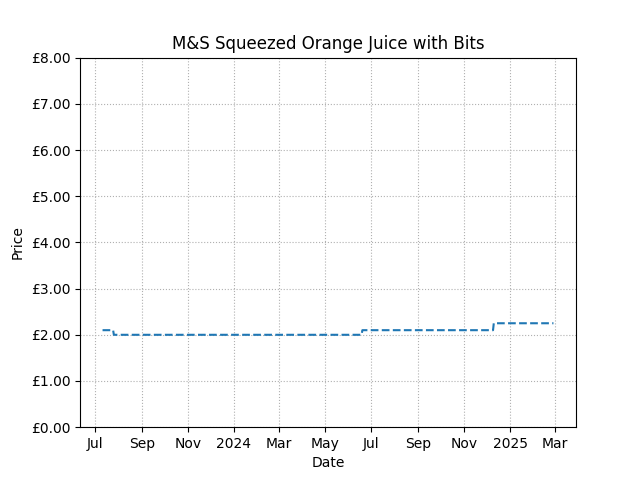 M&S Squeezed Orange Juice with Bits
£8.00
£7.00
£6.00
£5.00
£4.00
£3.00
£2.00
£1.00
£0.00
Price
Jul Sep Nov 2024 Mar May Jul Sep Nov 2025 Mar
Date